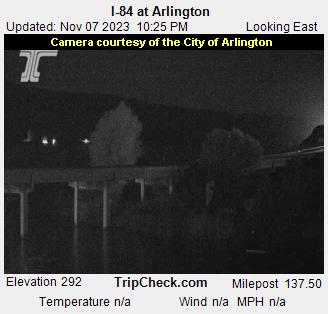 I-84 at Arlington
Updated: Nov 07 2023 10:25 PM Looking East
Camera courtesy of the City of Arlington
Elevation 292 TripCheck.com Milepost 137.50
Temperature n/a Wind n/a MPH n/a